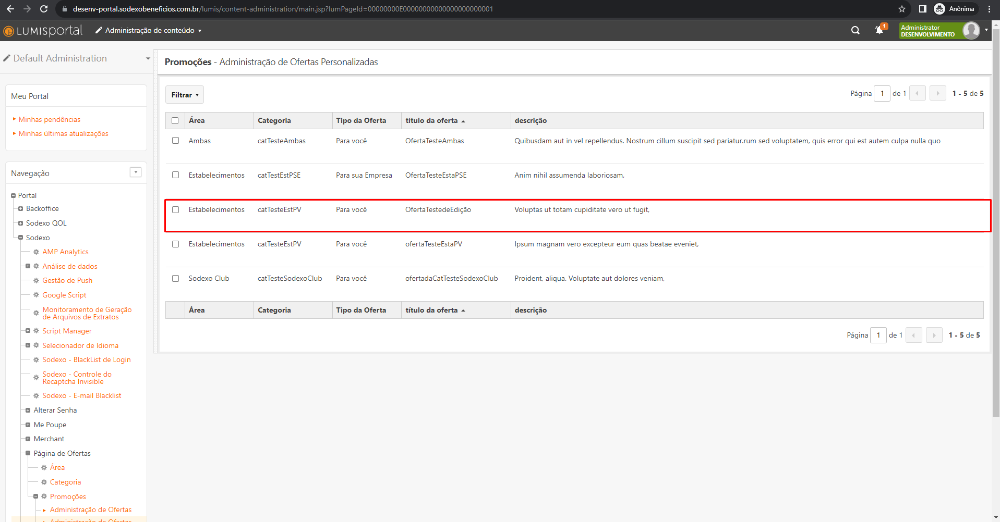 desenv-portal.sodexobeneficios.com.br/lumis/content-administration/main.jsp?lumPageId=00000000E00000000000000000000001
Anônima
LUMISportal
Administração de conteúdo
1
Administrator
DESENVOLVIMENTO
Default Administration
Meu Portal
Minhas pendências
Minhas últimas atualizações
Navegação
Portal
Backoffice
Sodexo QOL
Sodexo
AMP Analytics
Análise de dados
Gestão de Push
Google Script
Monitoramento de Geração
de Arquivos de Extratos
Script Manager
Selecionador de Idioma
Sodexo - BlackList de Login
Sodexo - Controle do
Recaptcha Invisible
Sodexo - E-mail Blacklist
Alterar Senha
Me Poupe
Merchant
Página de Ofertas
Área
Categoria
Promoções
Administração de Ofertas
Administração de Ofertas
Promoções - Administração de Ofertas Personalizadas
Filtrar
Página 1 de 1 1 - 5 de 5
Área Categoria Tipo da Oferta título da oferta descrição
Ambas catTesteAmbas Para você OfertaTesteAmbas Quibusdam aut in vel repellendus. Nostrum cillum suscipit sed pariatur.rum sed voluptatem, quis error qui est autem culpa nulla quo
Estabelecimentos catTestEstPSE Para sua Empresa OfertaTesteEstaPSE Anim nihil assumenda laboriosam,
Estabelecimentos catTesteEstPV Para você OfertaTestedeEdição Voluptas ut totam cupiditate vero ut fugit,
Estabelecimentos catTesteEstPV Para você ofertaTesteEstaPV Ipsum magnam vero excepteur eum quas beatae eveniet,
Sodexo Club catTesteSodexoClub Para você ofertadaCatTesteSodexoClub Proident, aliqua. Voluptate aut dolores veniam,
Área Categoria Tipo da Oferta título da oferta descrição
Página 1 de 1 1 - 5 de 5